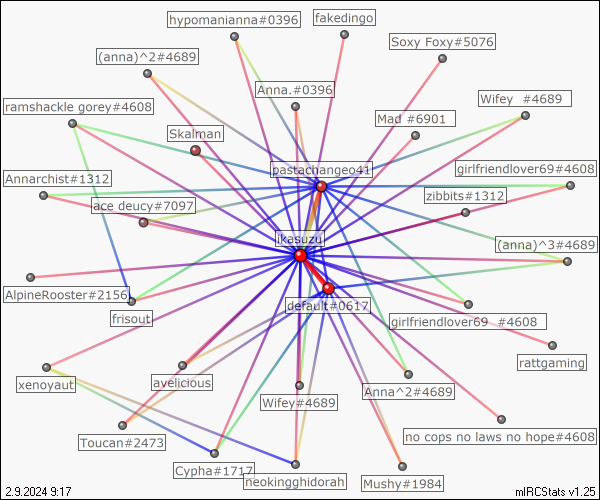 hypomanianna#0396
fakedingo
Soxy Foxy#5076
(anna)^2#4689
Anna.#0396
Wifey #4689
ramshackle gorey#4608
Mad #6901
Skalman
pastachangeo41
girlfriendlover69#4608
Annarchist#1312
zibbits#1312
ace deucy#7097
ikasuzu
(anna)^3#4689
AlpineRooster#2156
default#0617
frisout
girlfriendlover69 #4608
rattgaming
xenoyaut
avelicious
Anna^2#4689
Wifey#4689
no cops no laws no hope#4608
Toucan#2473
Cypha#1717
neokingghidorah
Mushy#1984
2.9.2024 9:17
mIRCStats v1.25